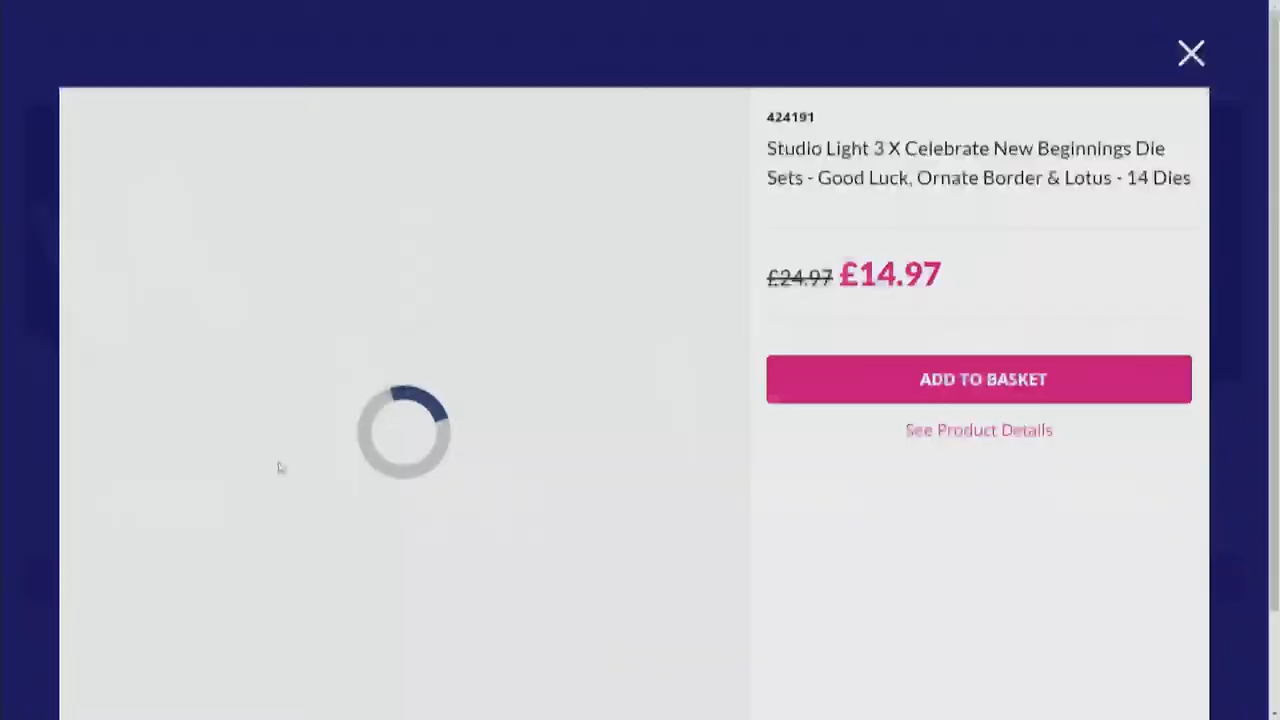 424191
Studio Light 3 X Celebrate New Beginnings Die
Sets - Good Luck, Ornate Border & Lotus - 14 Dies
£24.97 £14.97
ADD TO BASKET
See Product Details